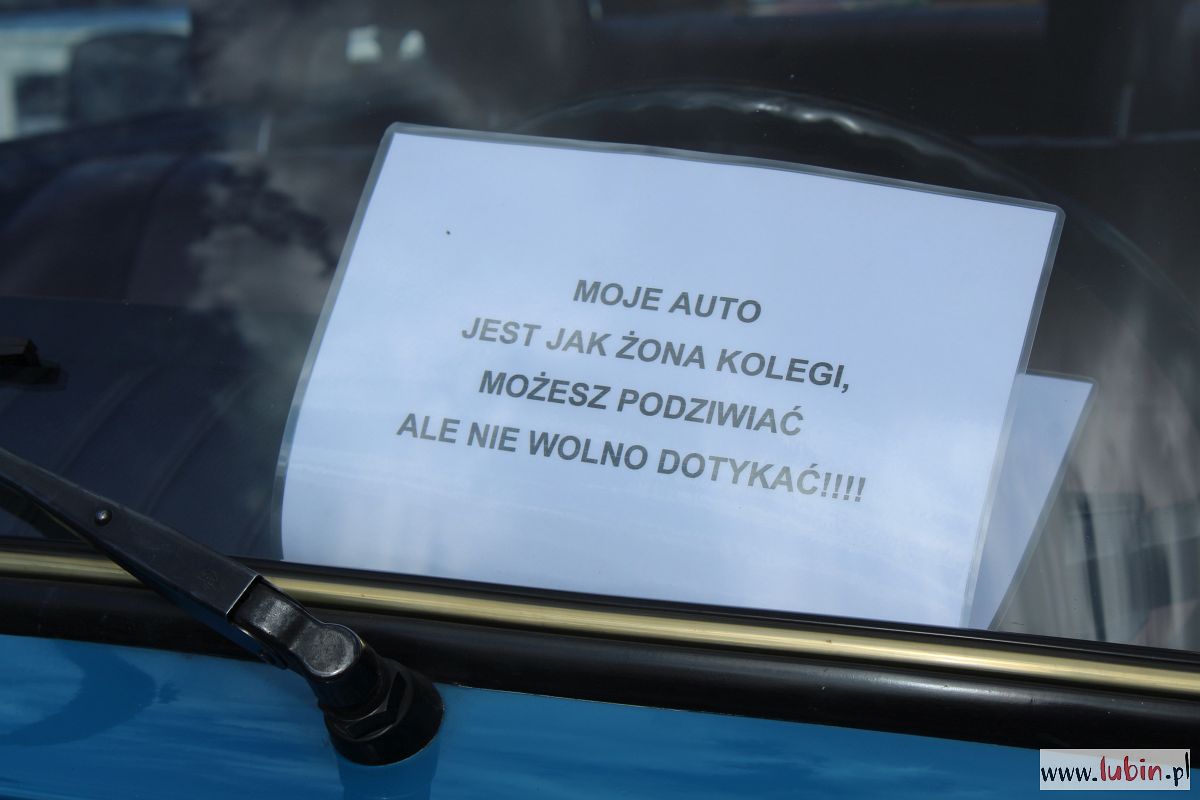 MOJE AUTO
JEST JAK ŻONA KOLEGI,
MOŻESZ PODZIWIAĆ
ALE NIE WOLNO DOTYKAĆ!!!!
www.lubin.pl